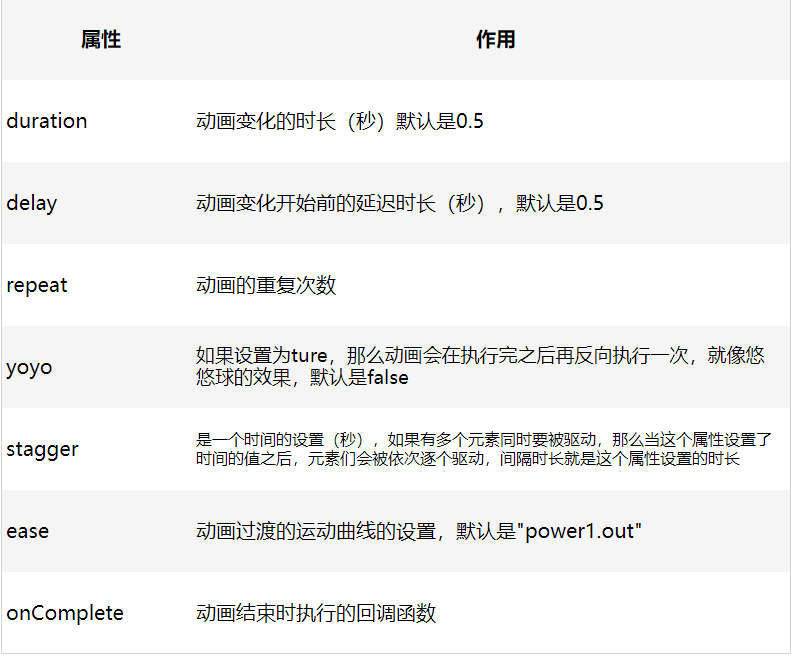 属性 作用
duration 动画变化的时长（秒）默认是0.5
delay 动画变化开始前的延迟时长（秒），默认是0.5
repeat 动画的重复次数
yoyo 如果设置为ture，那么动画会在执行完之后再反向执行一次，就像悠
悠球的效果，默认是false
stagger 是一个时间的设置（秒），如果有多个元素同时要被驱动，那么当这个属性设置了
时间的值之后，元素们会被依次逐个驱动，间隔时长就是这个属性设置的时长
ease 动画过渡的运动曲线的设置，默认是"power1.out"
onComplete 动画结束时执行的回调函数